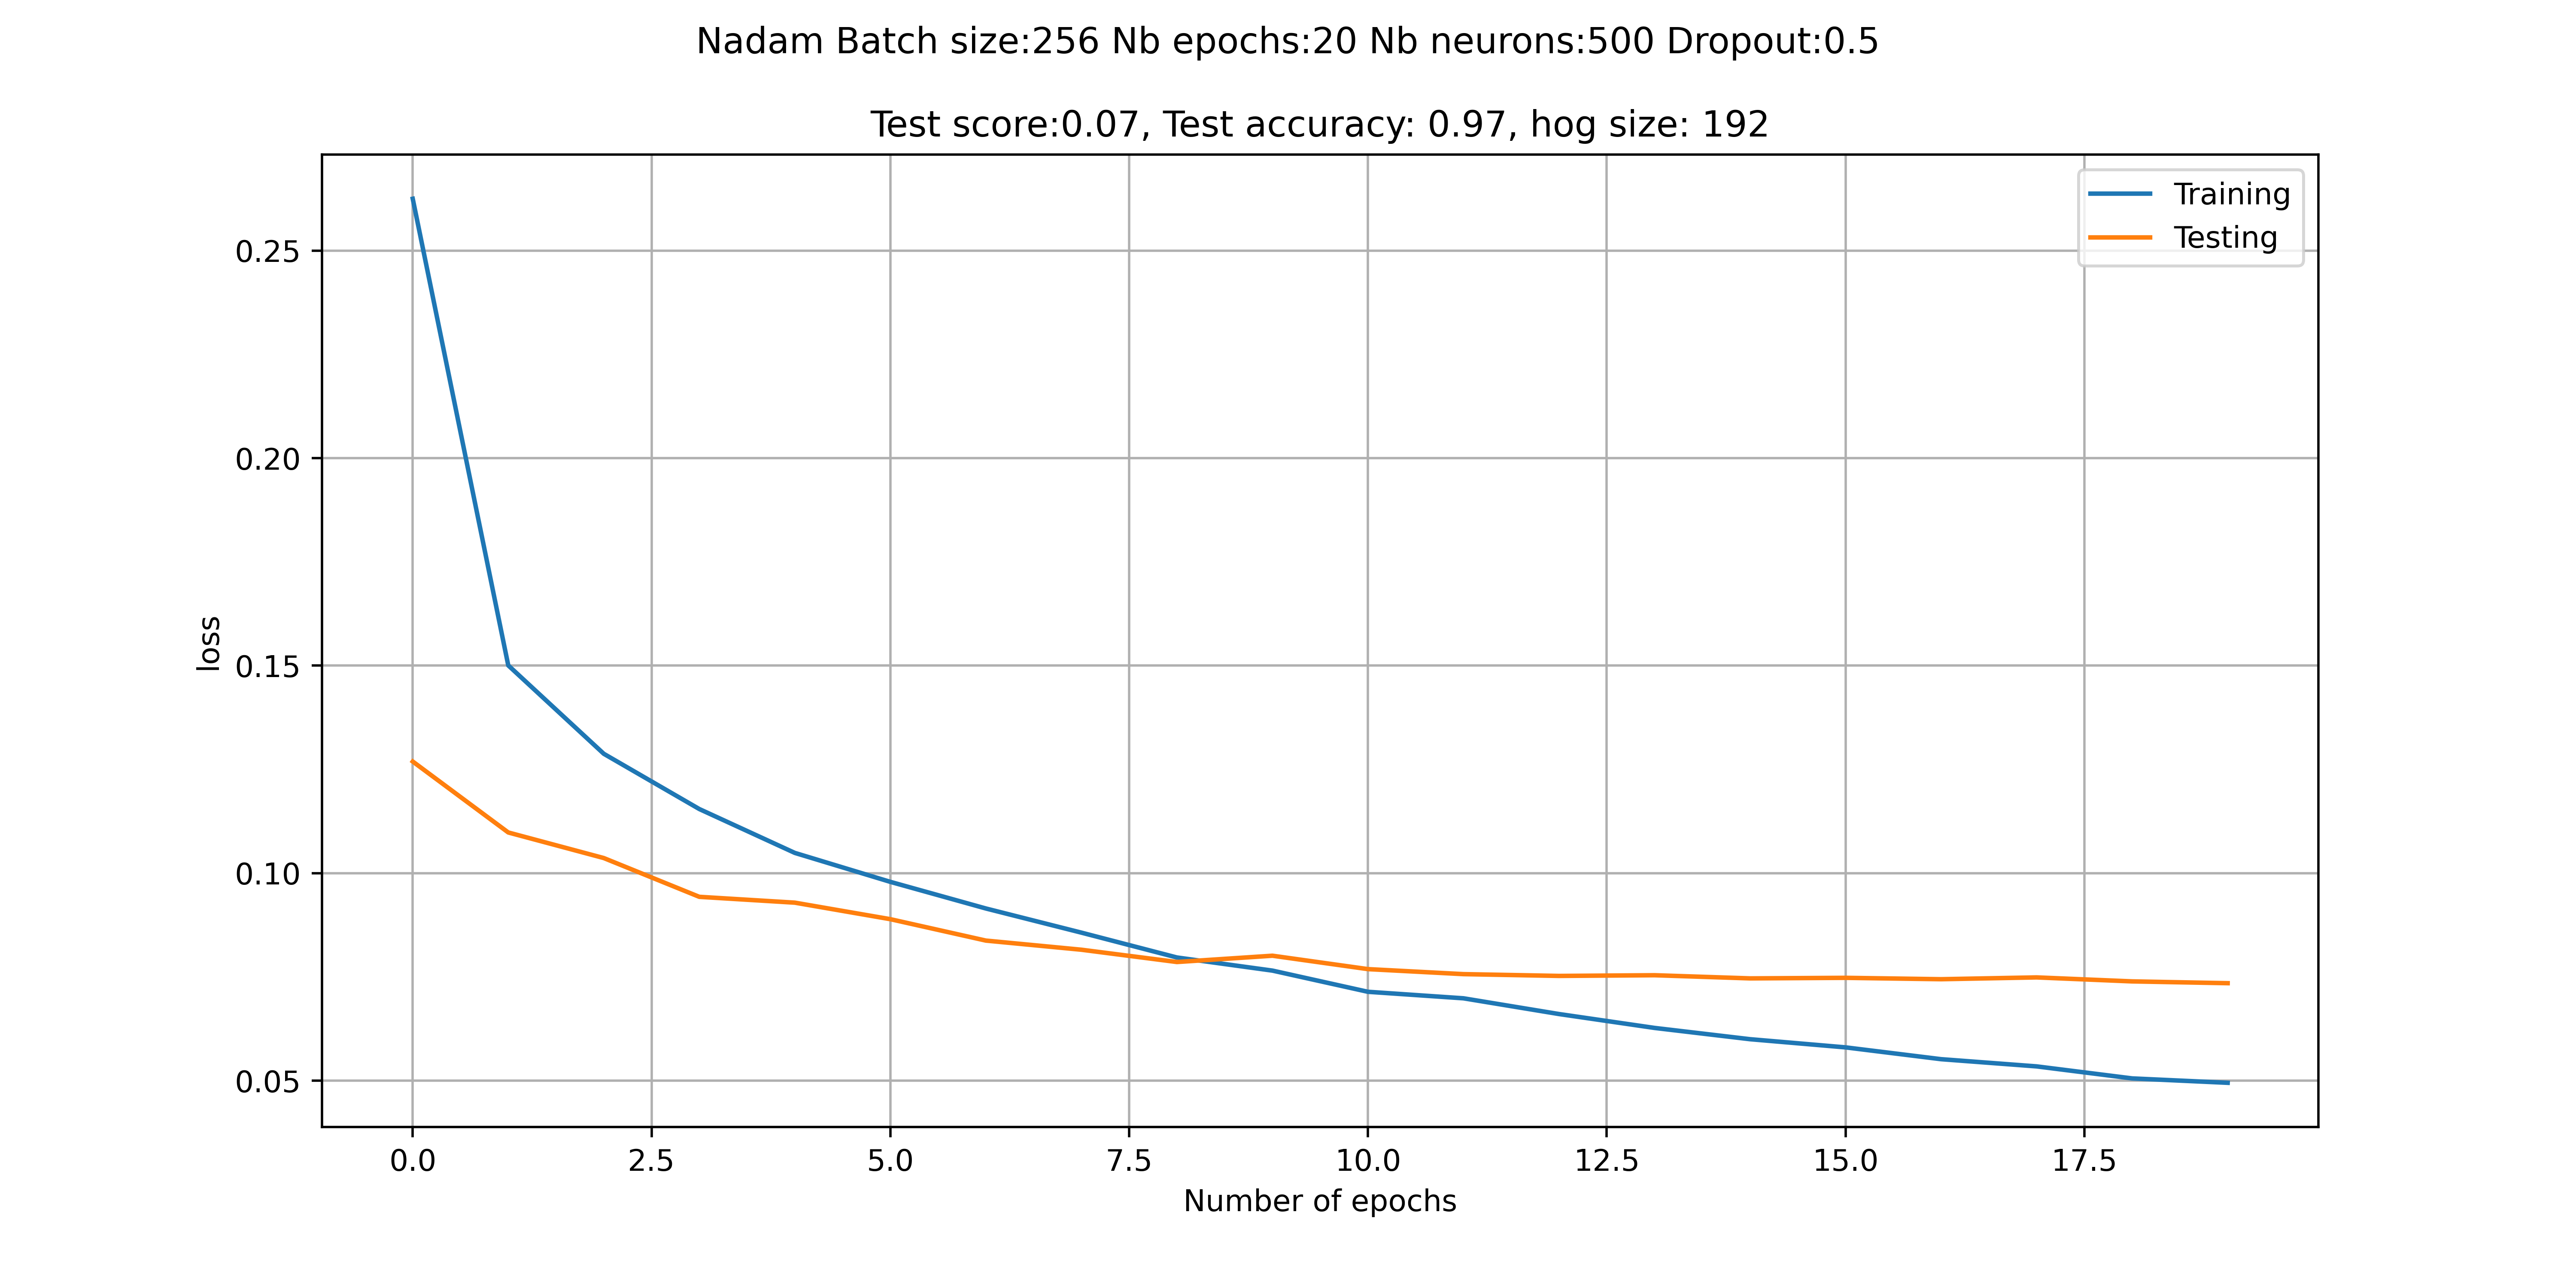 Nadam Batch size:256 Nb epochs:20 Nb neurons:500 Dropout:0.5
Test score:0.07, Test accuracy: 0.97, hog size: 192
Training
Testing
0.25
0.20
0.15
0.10
0.05
loss
0.0 2.5 5.0 7.5 10.0 12.5 15.0 17.5
Number of epochs